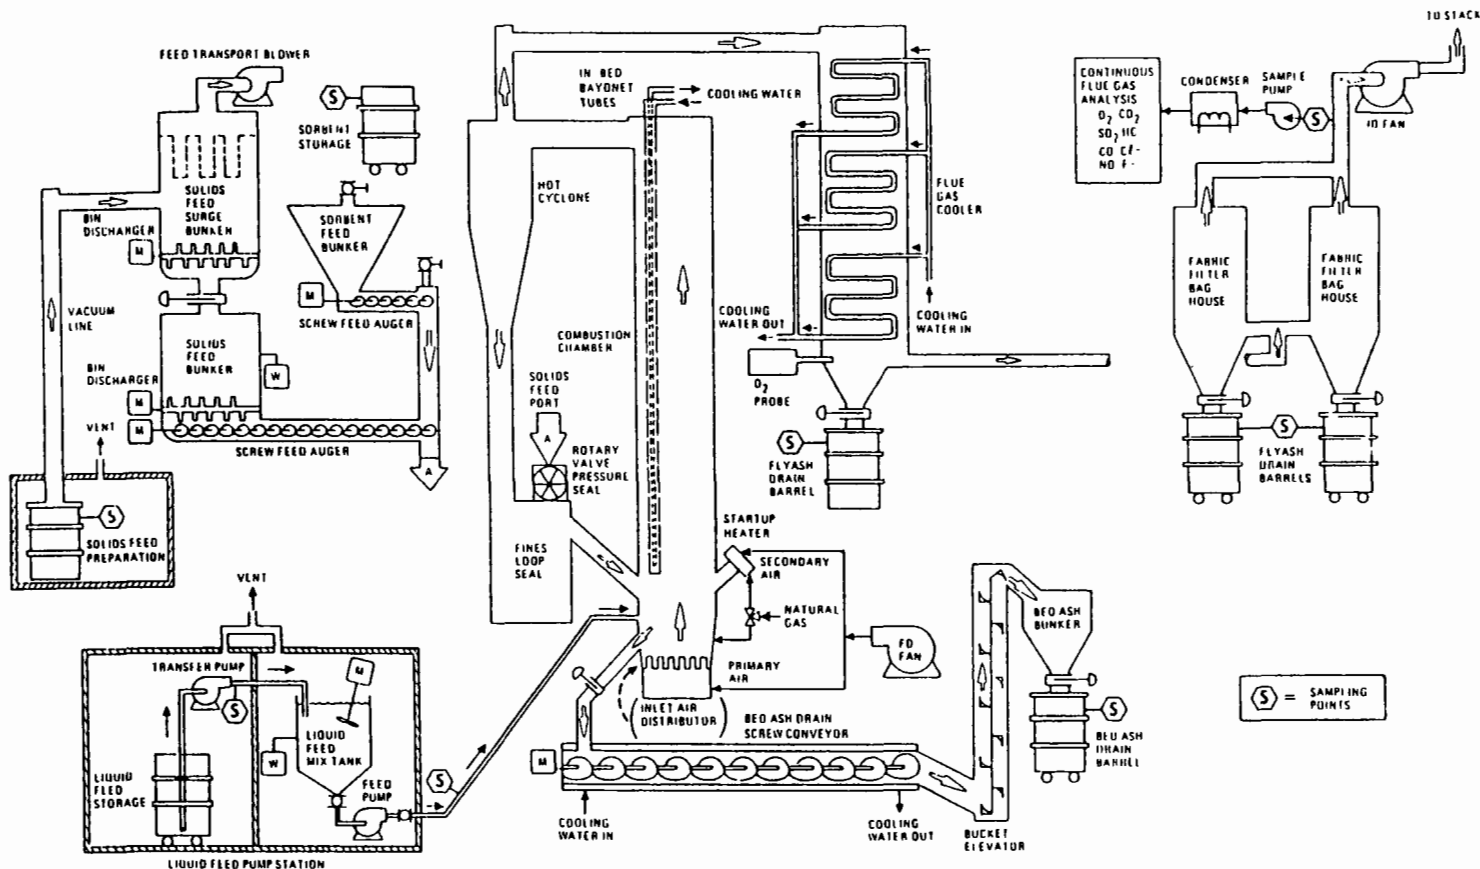 TO STACK
FEED TRANSPORT BLOWER
S
SORBENT
STORAGE
IN BED
BAYONET
TUBES
COOLING WATER
CONTINUOUS
FLUE GAS
ANALYSIS
O2 CO2
SO2 HC
CO Cl-
NO F-
CONDENSER
SAMPLE
PUMP
S
ID FAN
SOLIDS
FEED
SURGE
BUNKER
BIN
DISCHARGER
M
SORBENT
FEED
BUNKER
M
SCREW FEED AUGER
HOT
CYCLONE
FLUE
GAS
COOLER
FABRIC
FILTER
BAG
HOUSE
FABRIC
FILTER
BAG
HOUSE
VACUUM
LINE
SOLIDS
FEED
BUNKER
W
BIN
DISCHARGER
M
M
SCREW FEED AUGER
A
VENT
S
SOLIDS FEED
PREPARATION
COMBUSTION
CHAMBER
COOLING
WATER OUT
COOLING
WATER IN
O2
PROBE
SOLIDS
FEED
PORT
A
ROTARY
VALVE
PRESSURE
SEAL
S
FLYASH
DRAIN
BARREL
S
FLYASH
DRAIN
BARRELS
FINES
LOOP
SEAL
STARTUP
HEATER
SECONDARY
AIR
NATURAL
GAS
FD
FAN
PRIMARY
AIR
INLET AIR
DISTRIBUTOR
BED ASH DRAIN
SCREW CONVEYOR
M
COOLING
WATER IN
COOLING
WATER OUT
BUCKET
ELEVATOR
BED ASH
BUNKER
S
BED ASH
DRAIN
BARREL
S = SAMPLING
POINTS
VENT
TRANSFER PUMP
S
M
LIQUID
FEED
MIX TANK
W
LIQUID
FEED
STORAGE
FEED
PUMP
S
LIQUID FEED PUMP STATION